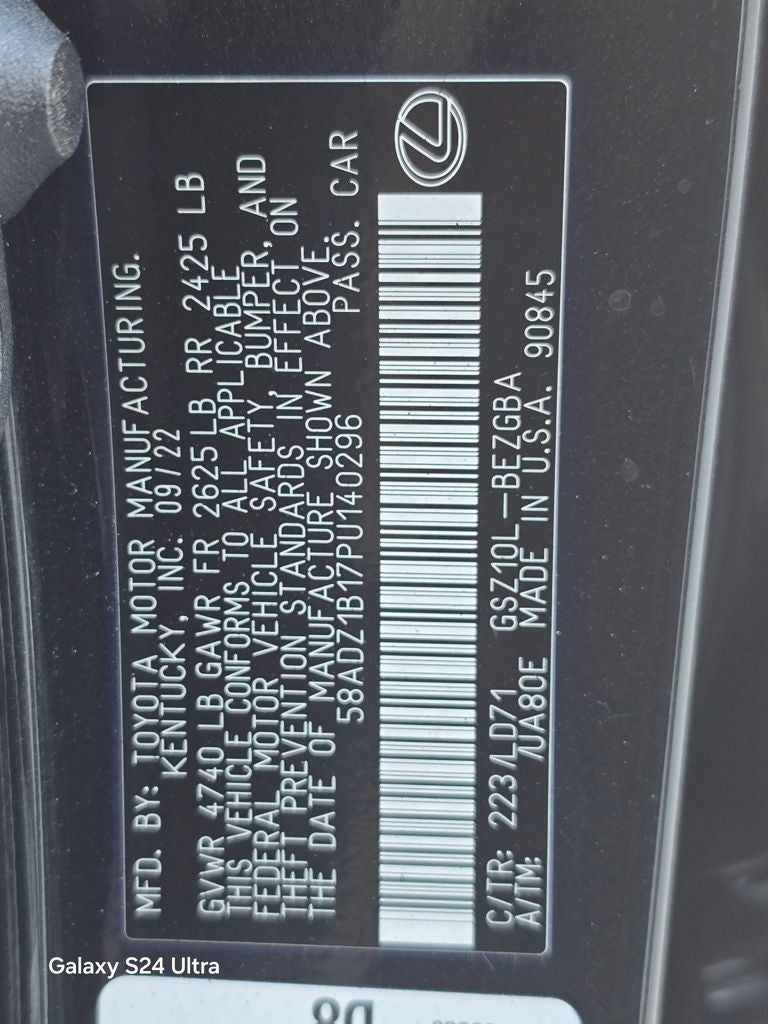 MFD. BY: TOYOTA MOTOR MANUFACTURING.
KENTUCKY, INC. 09/22
GVWR 4740 LB GAWR FR 2625 LB RR 2425 LB
THIS VEHICLE CONFORMS TO ALL APPLICABLE
FEDERAL MOTOR VEHICLE SAFETY, BUMPER, AND
THEFT PREVENTION STANDARDS IN EFFECT ON
THE DATE OF MANUFACTURE SHOWN ABOVE.
58ADZ1B17PU140296 PASS. CAR
C/TR: 223/LD71 GSZ10L-BEZGBA
A/TM: /UA80E MADE IN U.S.A. 90845
Galaxy S24 Ultra